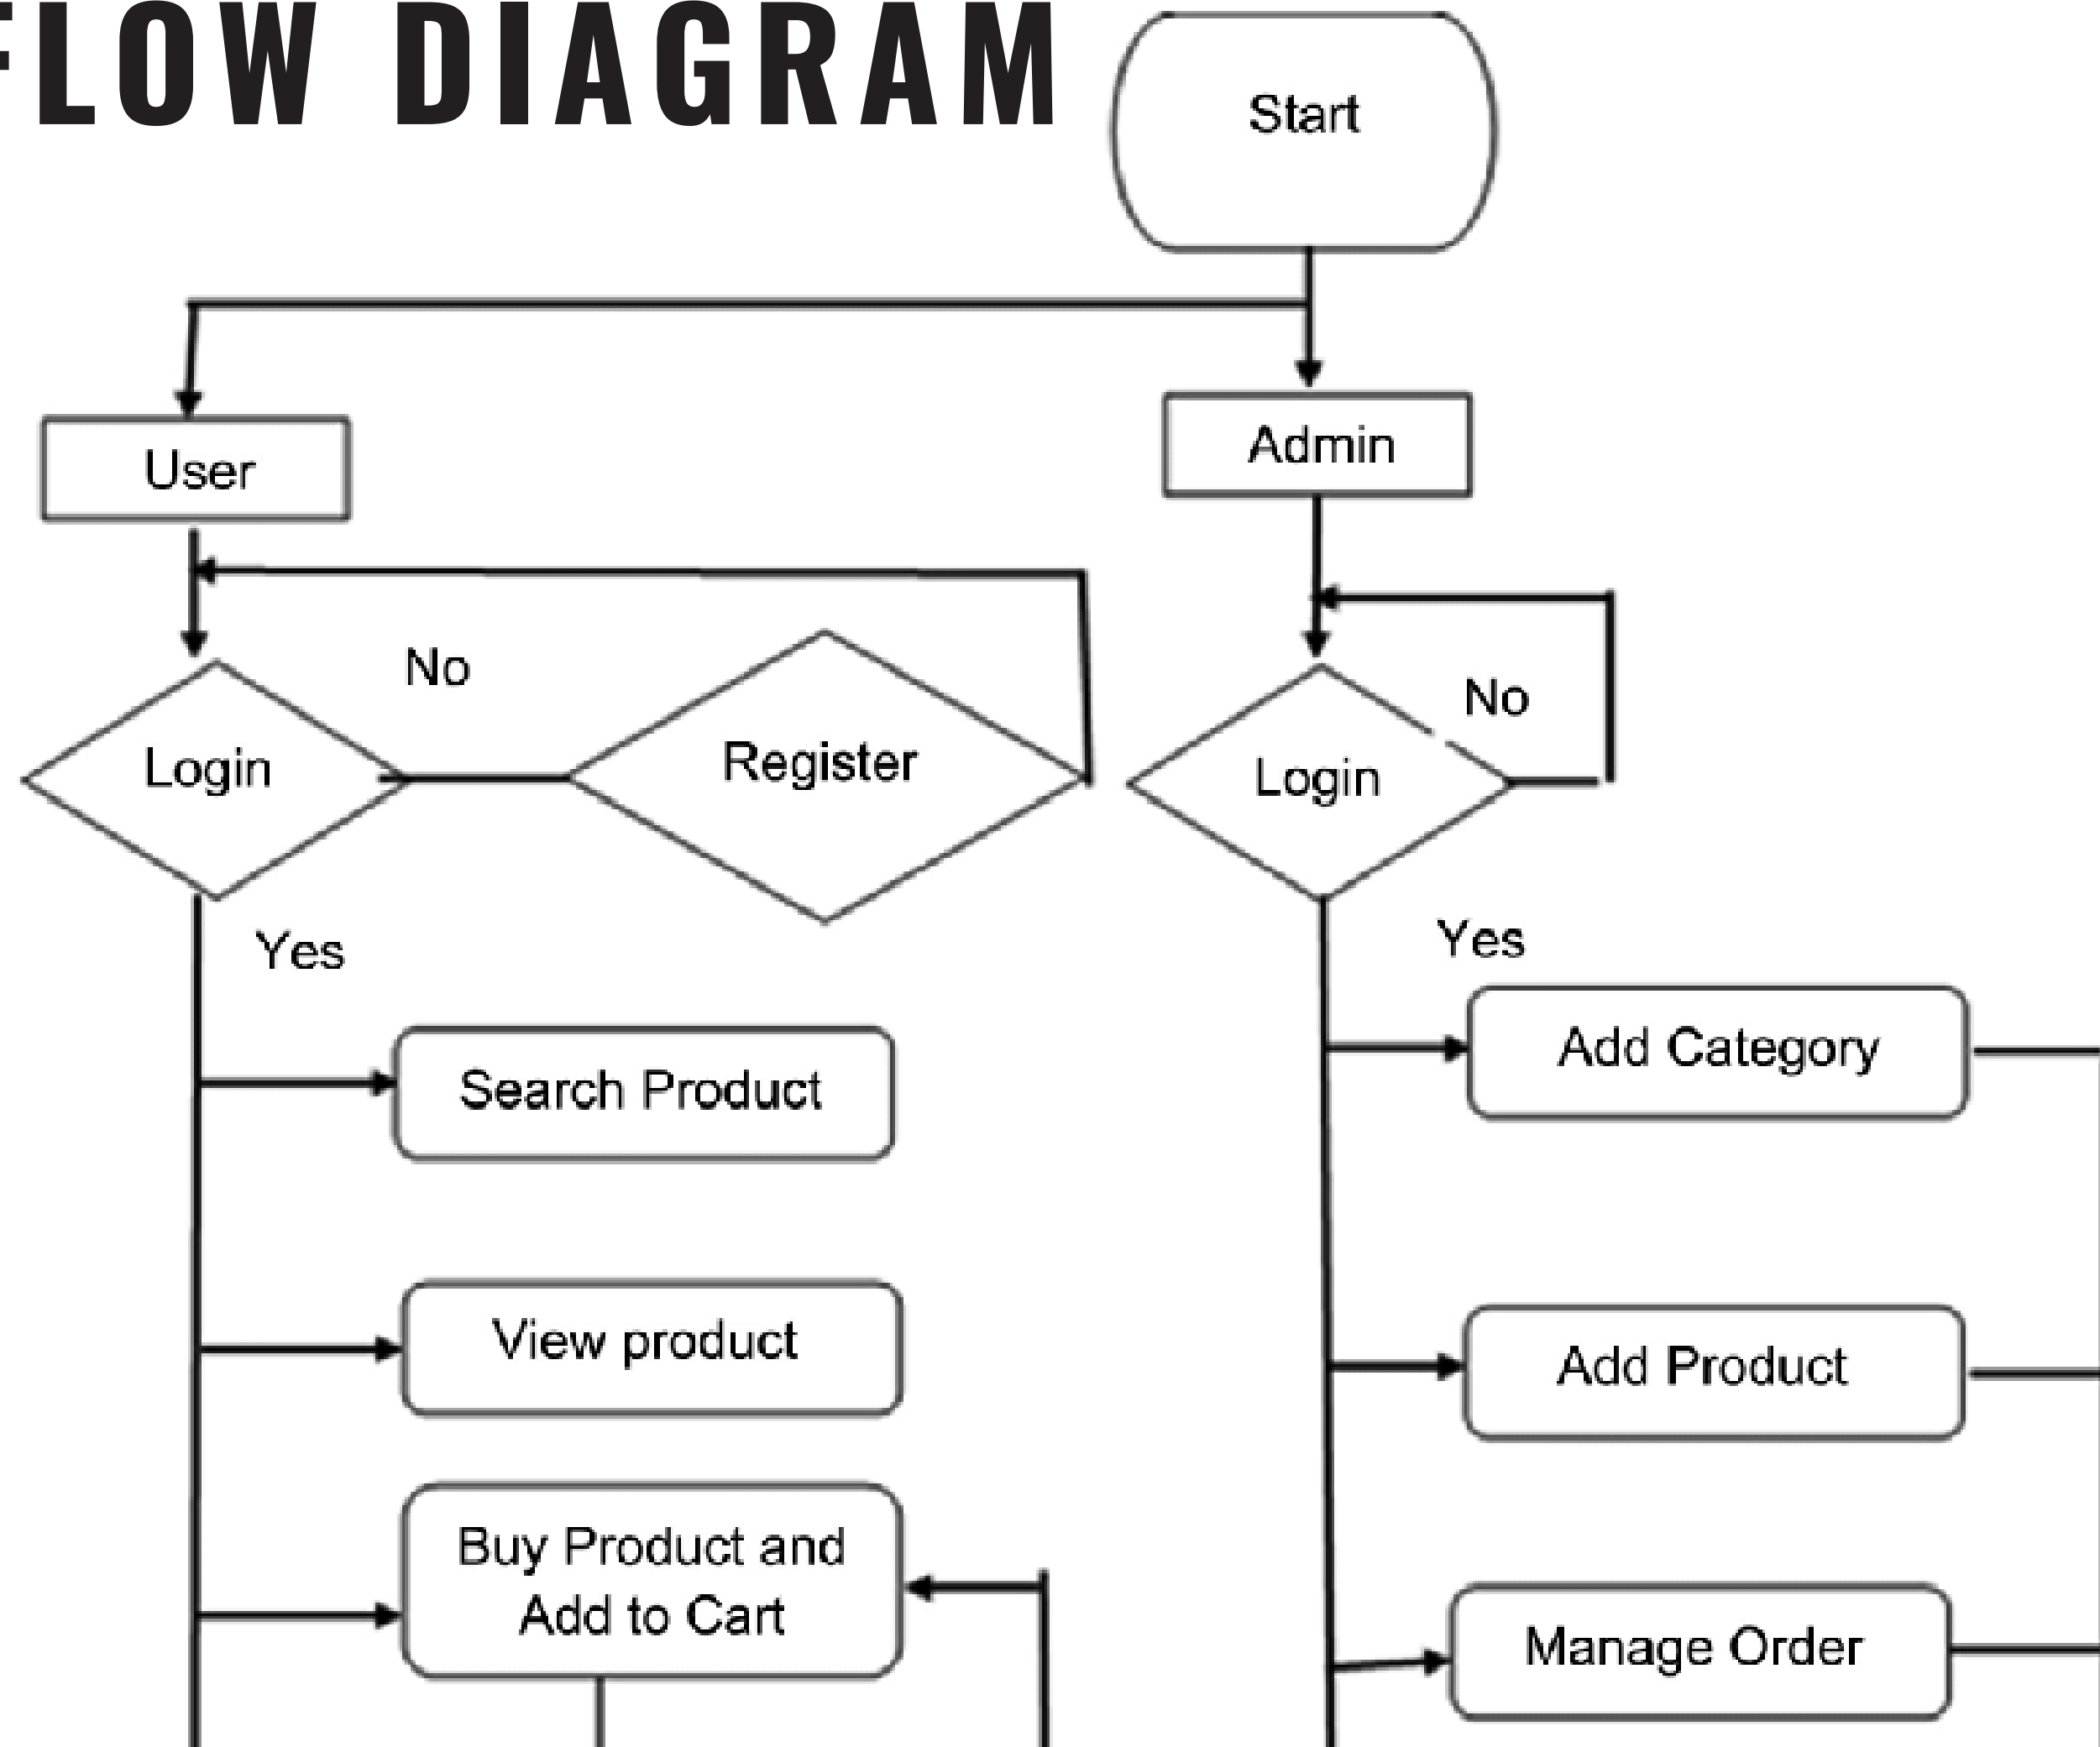 FLOW DIAGRAM
Start
User
Admin
No
Login
Register
No
Login
Yes
Yes
Search Product
Add Category
View product
Add Product
Buy Product and
Add to Cart
Manage Order